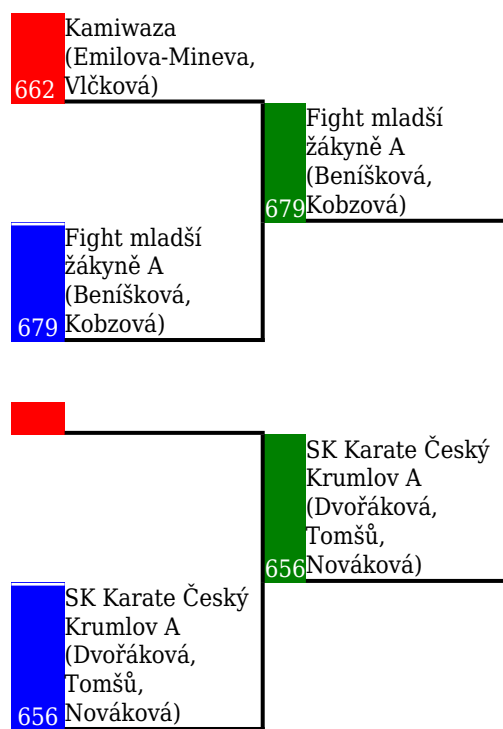 Kamiwaza
(Emilova-Mineva,
662 Vlčková)
Fight mladší
žákyně A
(Beníšková,
679 Kobzová)
Fight mladší
žákyně A
(Beníšková,
679 Kobzová)
SK Karate Český
Krumlov A
(Dvořáková,
Tomšů,
656 Nováková)
SK Karate Český
Krumlov A
(Dvořáková,
Tomšů,
656 Nováková)